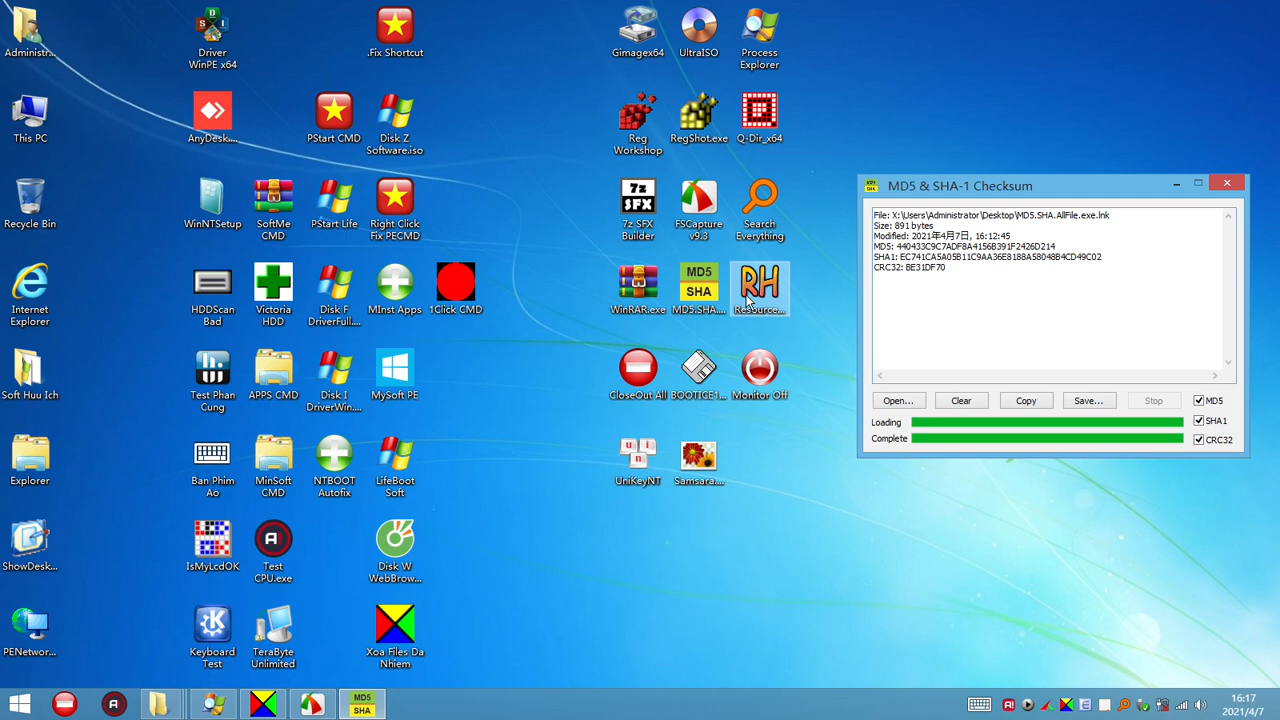 Administr...
Driver
WinPE x64
.Fix Shortcut
Gimagex64
UltraISO
Process
Explorer
This PC
AnyDesk....
PStart CMD
Disk Z
Software.iso
Reg
Workshop
RegShot.exe
Q-Dir_x64
Recycle Bin
WinNTSetup
SoftMe
CMD
PStart Life
Right Click
Fix PECMD
7z
SFX
7z SFX
Builder
FSCapture
v9.3
Search
Everything
Internet
Explorer
HDDScan
Bad
Victoria
HDD
Disk F
DriverFull....
MInst Apps
1Click CMD
WinRAR.exe
MD5
SHA
MD5.SHA....
RH
Resource...
Soft Huu Ich
Test Phan
Cung
APPS CMD
Disk I
DriverWin....
MySoft PE
CloseOut All
BOOTICE1...
Monitor Off
Explorer
Ban Phim
Ao
MinSoft
CMD
NTBOOT
Autofix
LifeBoot
Soft
UniKeyNT
Samsara....
ShowDesk...
IsMyLcdOK
Test
CPU.exe
Disk W
WebBrow...
PENetwor...
Keyboard
Test
TeraByte
Unlimited
Xoa Files Da
Nhiem
MD5 & SHA-1 Checksum
File: X:\Users\Administrator\Desktop\MD5.SHA.AllFile.exe.lnk
Size: 891 bytes
Modified: 2021年4月7日, 16:12:45
MD5: 440433C9C7ADF8A4156B391F2426D214
SHA1: EC741CA5A05B11C9AA36E8188A58048B4CD49C02
CRC32: BE31DF70
Open...
Clear
Copy
Save...
Stop
MD5
Loading
SHA1
Complete
CRC32
MD5
SHA
16:17
2021/4/7